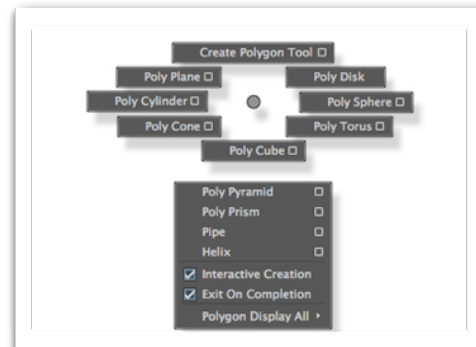 Create Polygon Tool
Poly Plane
Poly Disk
Poly Cylinder
Poly Sphere
Poly Cone
Poly Torus
Poly Cube
Poly Pyramid
Poly Prism
Pipe
Helix
Interactive Creation
Exit On Completion
Polygon Display All